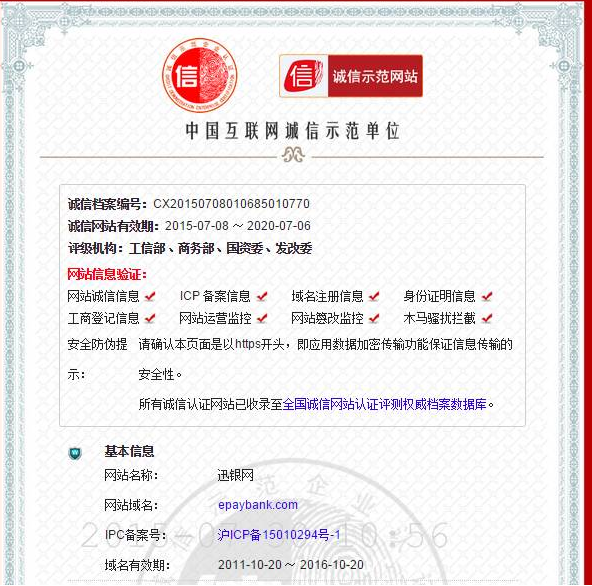 信
信 诚信示范网站
中国互联网诚信示范单位
诚信档案编号：CX20150708010685010770
诚信网站有效期：2015-07-08 ～ 2020-07-06
评级机构：工信部、商务部、国资委、发改委
网站信息验证：
网站诚信信息 ICP 备案信息 域名注册信息 身份证明信息
工商登记信息 网站运营监控 网站篡改监控 木马骚扰拦截
安全防伪提示： 请确认本页面是以https开头，即应用数据加密传输功能保证信息传输的
安全性。
所有诚信认证网站已收录至全国诚信网站认证评测权威档案数据库。
基本信息
网站名称： 迅银网
网站域名： epaybank.com
IPC备案号： 沪ICP备15010294号-1
域名有效期： 2011-10-20 ～ 2016-10-20